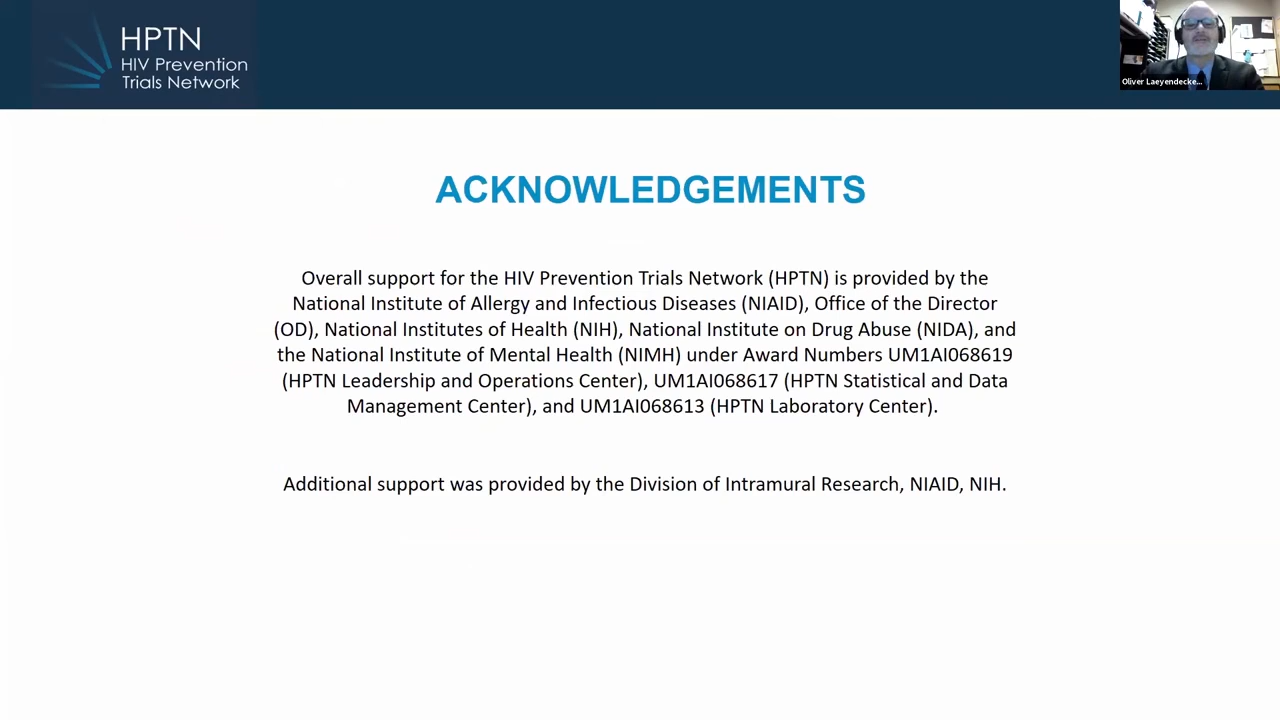 HPTN
HIV Prevention
Trials Network
Oliver Laeyendecke...
ACKNOWLEDGEMENTS
Overall support for the HIV Prevention Trials Network (HPTN) is provided by the
National Institute of Allergy and Infectious Diseases (NIAID), Office of the Director
(OD), National Institutes of Health (NIH), National Institute on Drug Abuse (NIDA), and
the National Institute of Mental Health (NIMH) under Award Numbers UM1AI068619
(HPTN Leadership and Operations Center), UM1AI068617 (HPTN Statistical and Data
Management Center), and UM1AI068613 (HPTN Laboratory Center).
Additional support was provided by the Division of Intramural Research, NIAID, NIH.